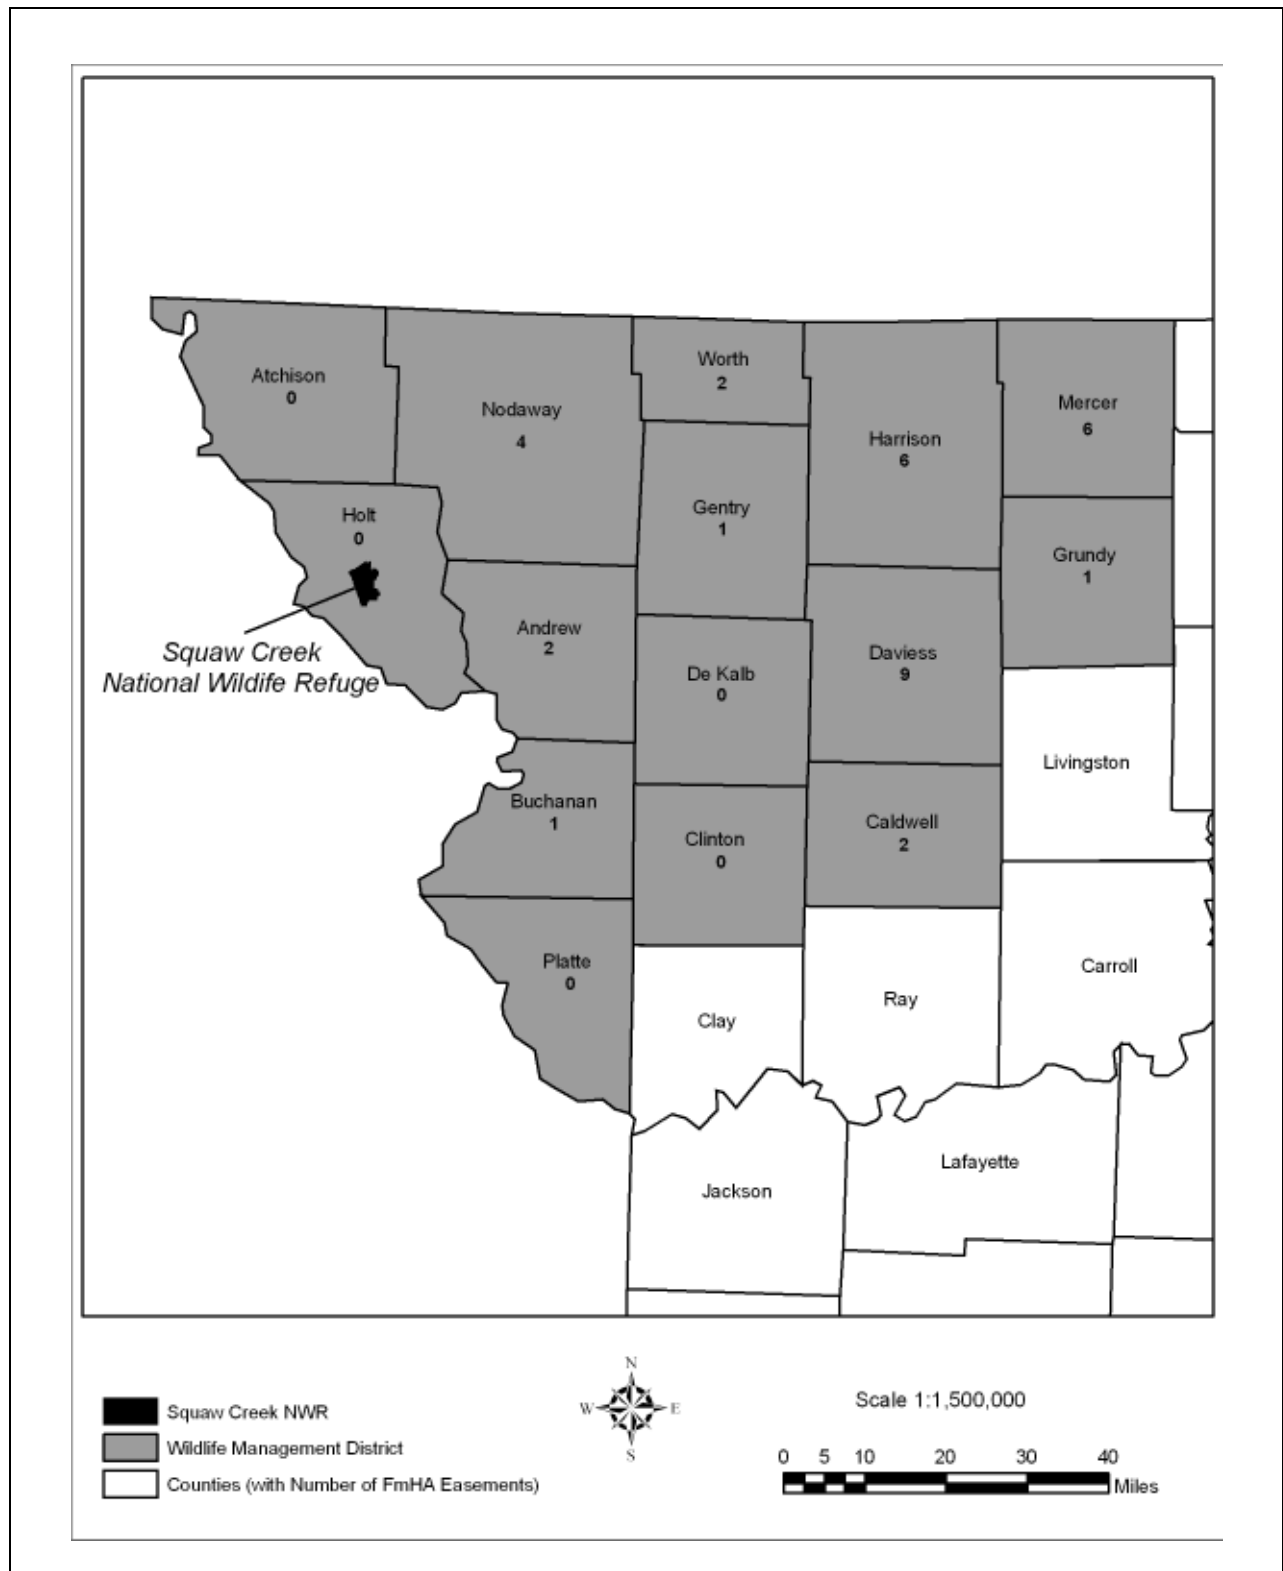 Atchison
0
Nodaway
4
Worth
2
Harrison
6
Mercer
6
Holt
0
Gentry
1
Grundy
1
Squaw Creek
National Wildife Refuge
Andrew
2
De Kalb
0
Daviess
9
Livingston
Buchanan
1
Clinton
0
Caldwell
2
Platte
0
Clay
Ray
Carroll
Jackson
Lafayette
Squaw Creek NWR
Wildlife Management District
Counties (with Number of FmHA Easements)
N
W E
S
Scale 1:1,500,000
0 5 10 20 30 40
Miles